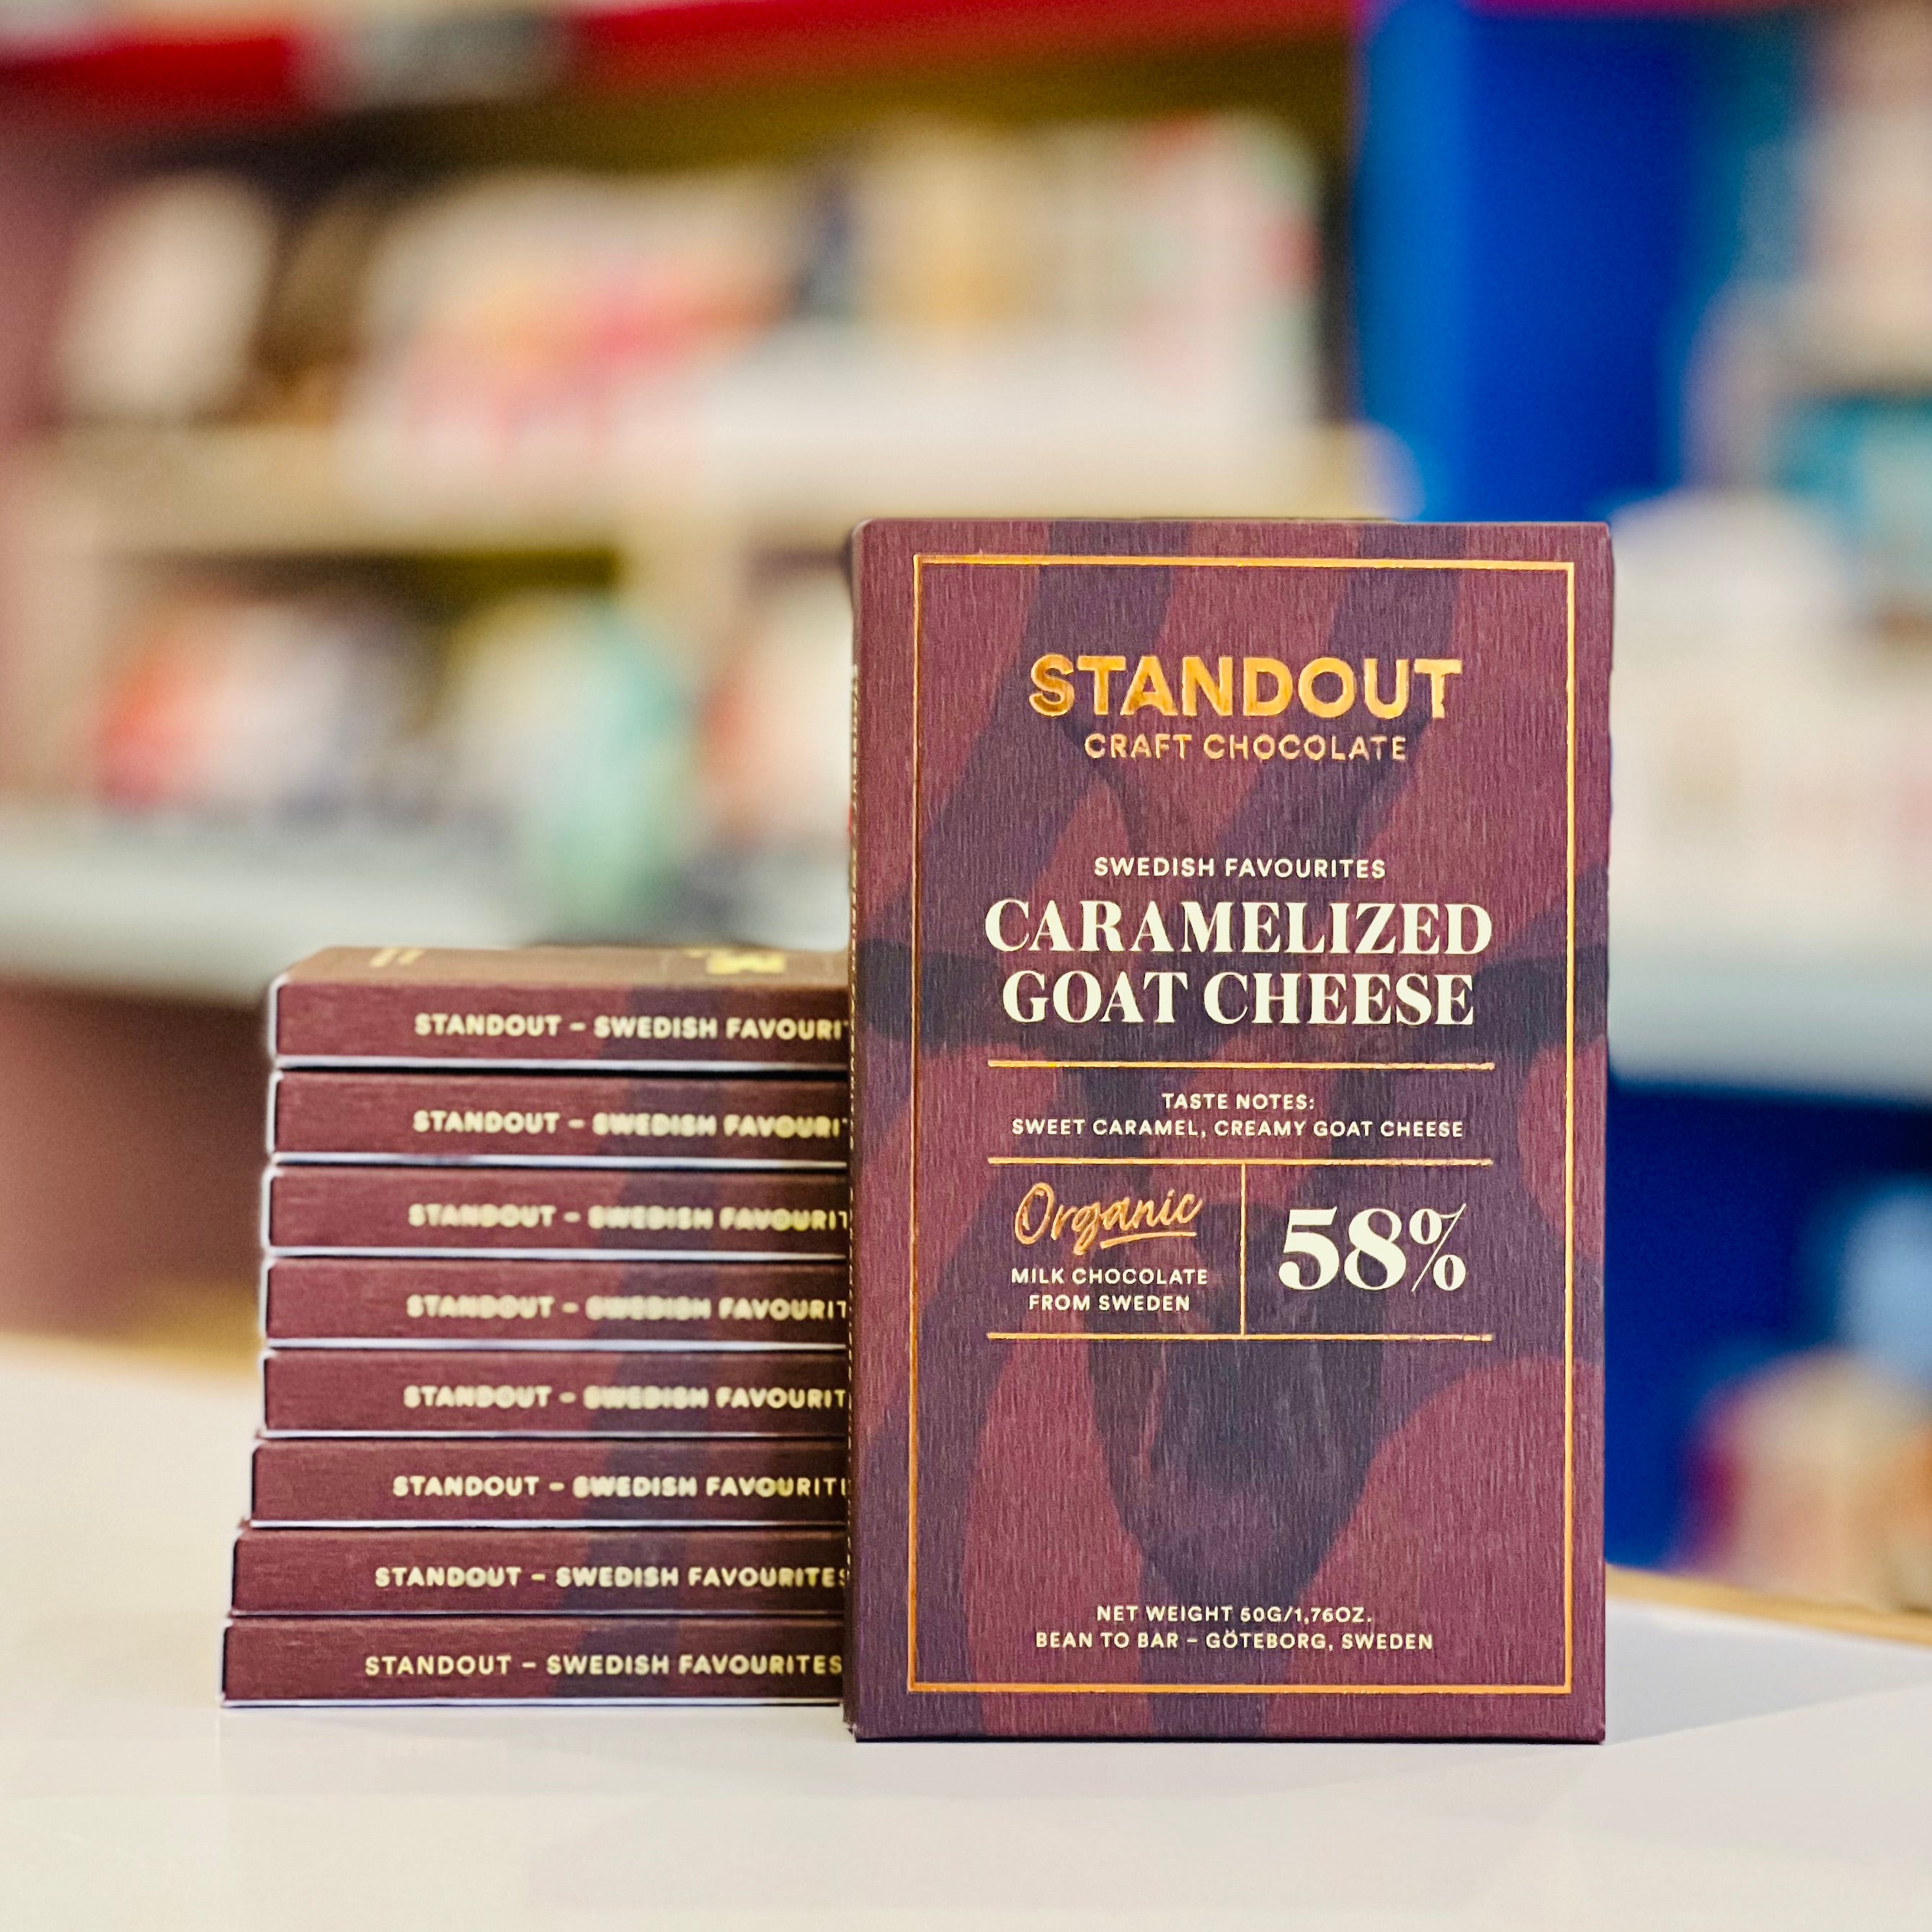 STANDOUT
CRAFT CHOCOLATE
SWEDISH FAVOURITES
CARAMELIZED
GOAT CHEESE
TASTE NOTES:
SWEET CARAMEL, CREAMY GOAT CHEESE
Organic
MILK CHOCOLATE
FROM SWEDEN
58%
NET WEIGHT 50G/1,76OZ.
BEAN TO BAR – GÖTEBORG, SWEDEN
STANDOUT – SWEDISH FAVOURI
STANDOUT – SWEDISH FAVOURI
STANDOUT – SWEDISH FAVOURIT
STANDOUT – SWEDISH FAVOURIT
STANDOUT – SWEDISH FAVOURIT
STANDOUT – SWEDISH FAVOURIT
STANDOUT – SWEDISH FAVOURITES
STANDOUT – SWEDISH FAVOURITES